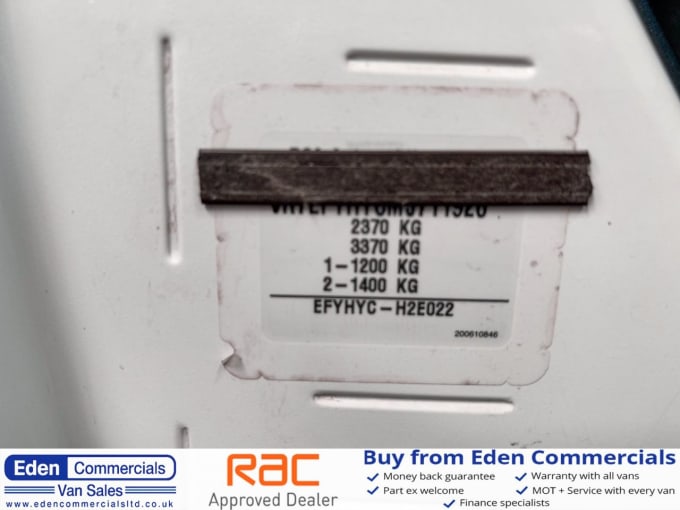 2370 KG
3370 KG
1-1200 KG
2-1400 KG
EFYHYC-H2E022
200610846
Eden Commercials
Van Sales
www.edencommercialsltd.co.uk
RAC
Approved Dealer
Buy from Eden Commercials
Money back guarantee
Warranty with all vans
Part ex welcome
MOT + Service with every van
Finance specialists